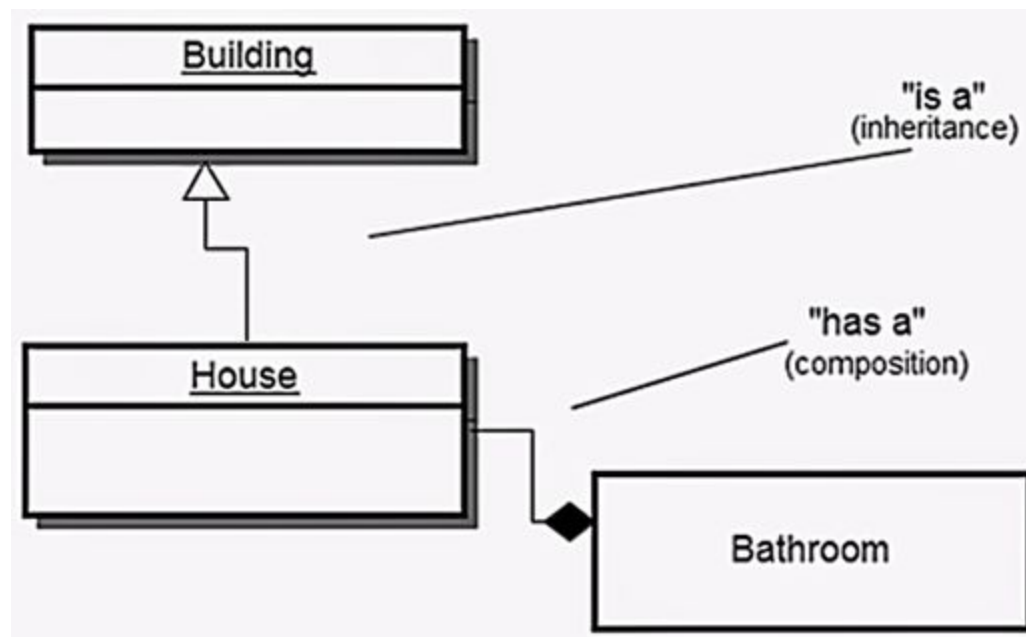 Building
"is a"
(inheritance)
"has a"
(composition)
House
Bathroom